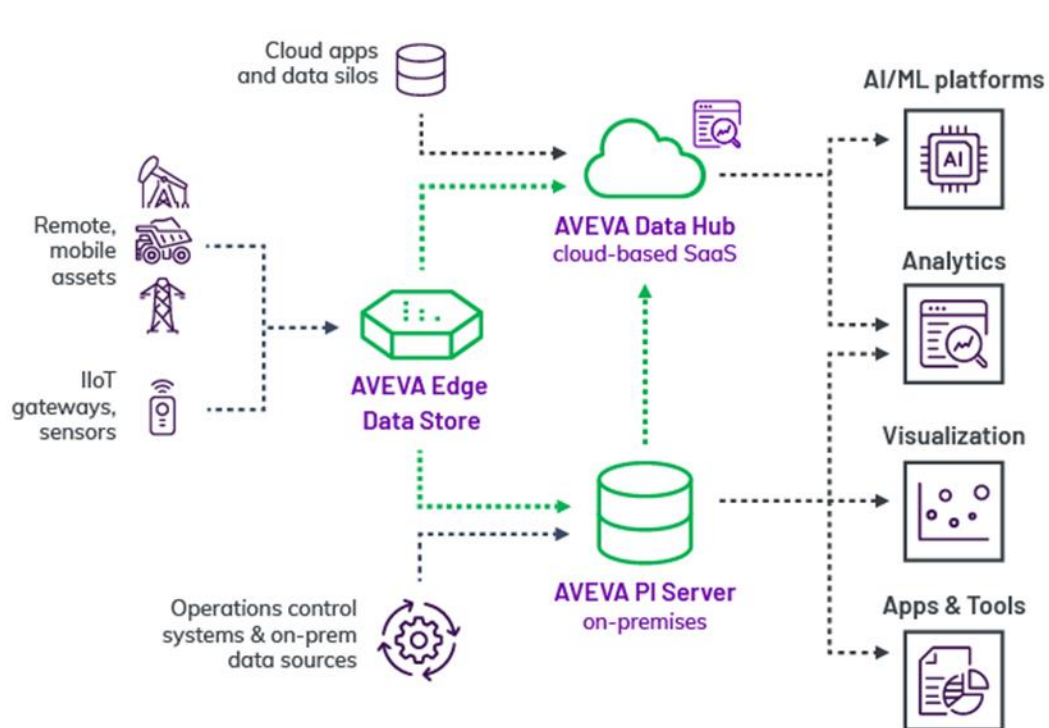 Cloud apps
and data silos
AI/ML platforms
AI
Remote,
mobile
assets
AVEVA Data Hub
cloud-based SaaS
Analytics
IIoT
gateways,
sensors
AVEVA Edge
Data Store
Visualization
AVEVA PI Server
on-premises
Operations control
systems & on-prem
data sources
Apps & Tools